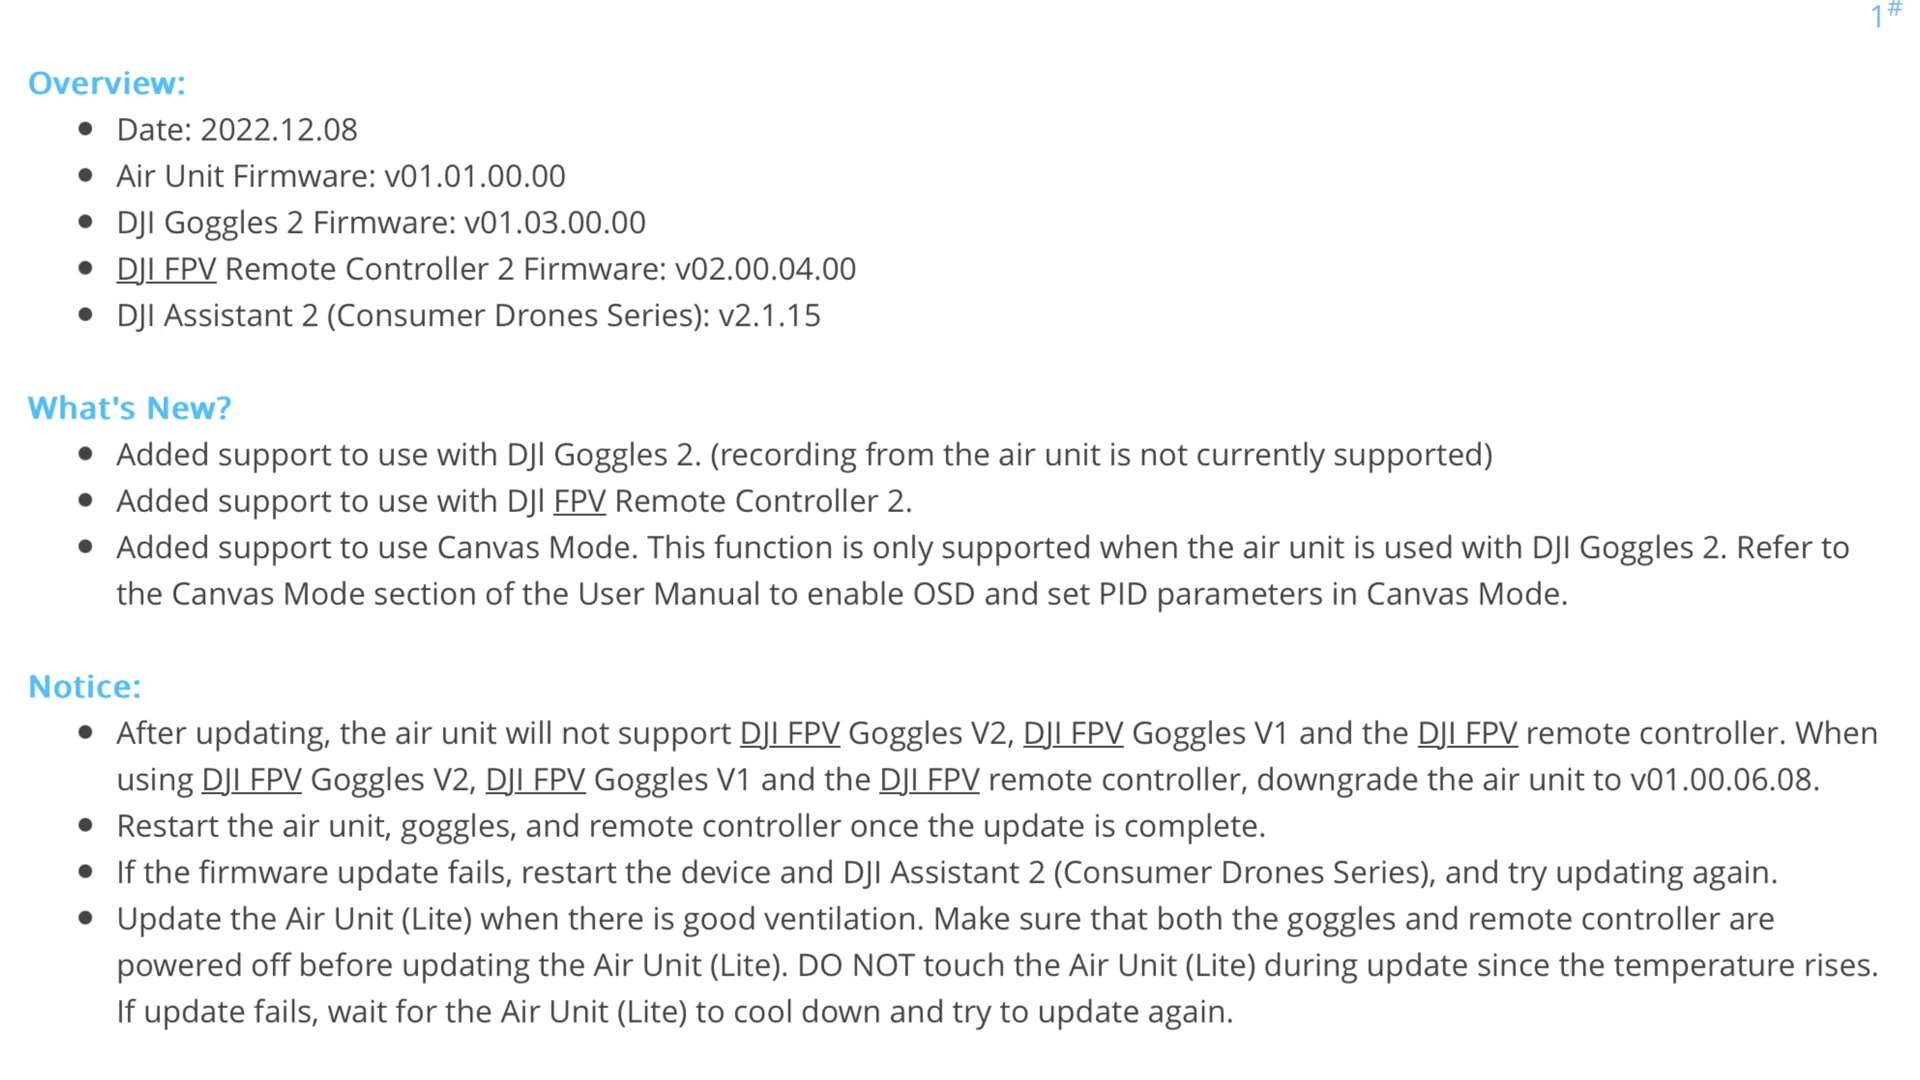 1#
Overview:
● Date: 2022.12.08
● Air Unit Firmware: v01.01.00.00
● DJI Goggles 2 Firmware: v01.03.00.00
● DJI FPV Remote Controller 2 Firmware: v02.00.04.00
● DJI Assistant 2 (Consumer Drones Series): v2.1.15
What's New?
● Added support to use with DJl Goggles 2. (recording from the air unit is not currently supported)
● Added support to use with DJl FPV Remote Controller 2.
● Added support to use Canvas Mode. This function is only supported when the air unit is used with DJI Goggles 2. Refer to
the Canvas Mode section of the User Manual to enable OSD and set PID parameters in Canvas Mode.
Notice:
● After updating, the air unit will not support DJI FPV Goggles V2, DJI FPV Goggles V1 and the DJI FPV remote controller. When
using DJI FPV Goggles V2, DJI FPV Goggles V1 and the DJI FPV remote controller, downgrade the air unit to v01.00.06.08.
● Restart the air unit, goggles, and remote controller once the update is complete.
● If the firmware update fails, restart the device and DJI Assistant 2 (Consumer Drones Series), and try updating again.
● Update the Air Unit (Lite) when there is good ventilation. Make sure that both the goggles and remote controller are
powered off before updating the Air Unit (Lite). DO NOT touch the Air Unit (Lite) during update since the temperature rises.
If update fails, wait for the Air Unit (Lite) to cool down and try to update again.